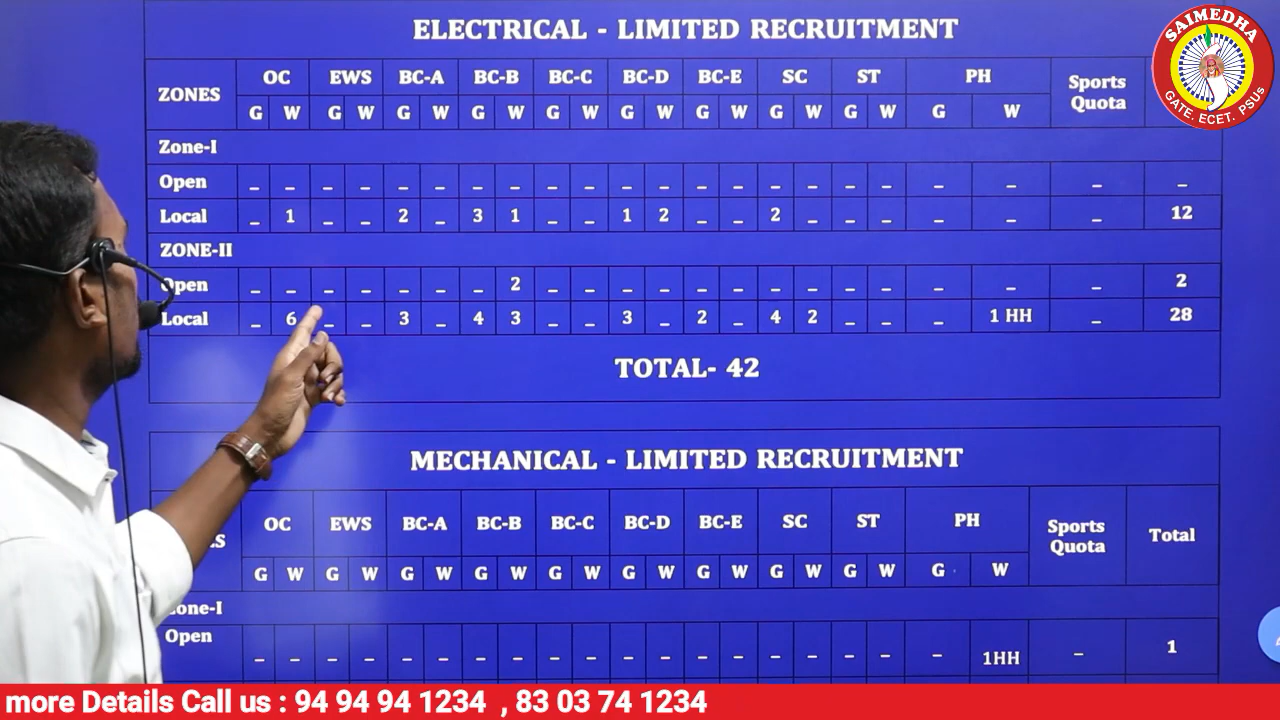 ELECTRICAL - LIMITED RECRUITMENT
SAIMEDHA
GATE. ECET. PSUs
ZONES OC EWS BC-A BC-B BC-C BC-D BC-E SC ST PH Sports Quota
G W G W G W G W G W G W G W G W G W G W
Zone-I
Open _ _ _ _ _ _ _ _ _ _ _ _ _ _ _ _ _ _ _ _ _ _
Local _ 1 _ _ 2 _ 3 1 _ _ 1 2 _ _ 2 _ _ _ _ _ _ 12
ZONE-II
Open _ _ _ _ _ _ _ 2 _ _ _ _ _ _ _ _ _ _ _ _ _ 2
Local _ 6 _ _ 3 _ 4 3 _ _ 3 _ 2 _ 4 2 _ _ _ 1 HH _ 28
TOTAL- 42
MECHANICAL - LIMITED RECRUITMENT
OC EWS BC-A BC-B BC-C BC-D BC-E SC ST PH Sports Quota Total
G W G W G W G W G W G W G W G W G W G W
Zone-I
Open _ _ _ _ _ _ _ _ _ _ _ _ _ _ _ _ _ _ _ 1HH _ 1
more Details Call us : 94 94 94 1234 , 83 03 74 1234